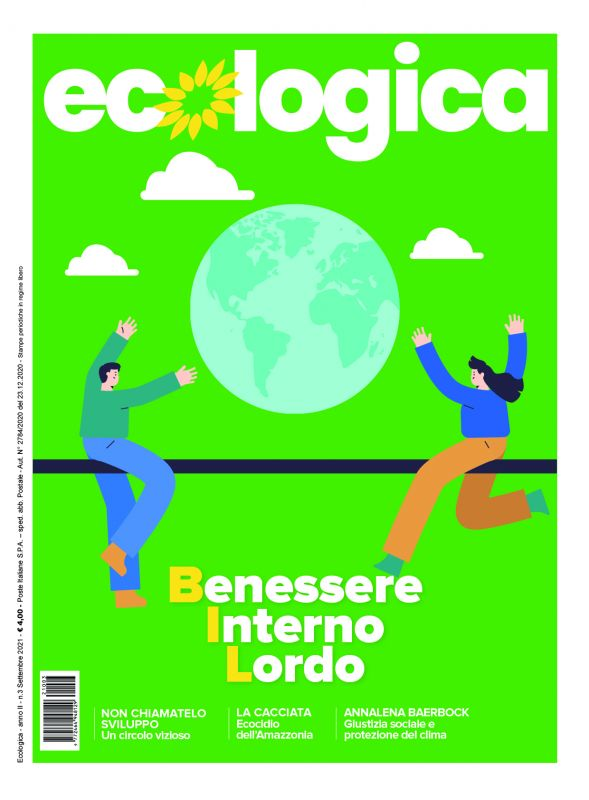 ecologica
Benessere
Interno
Lordo
NON CHIAMATELO
SVILUPPO
Un circolo vizioso
LA CACCIATA
Ecocidio
dell'Amazzonia
ANNALENA BAERBOCK
Giustizia sociale e
protezione del clima
Ecologica - anno II - n.3 Settembre 2021 - € 4,00 - Poste Italiane S.P.A. – sped. abb. Postale - Aut. N° 2784/2020 del 23.12.2020 - Stampe periodiche in regime libero